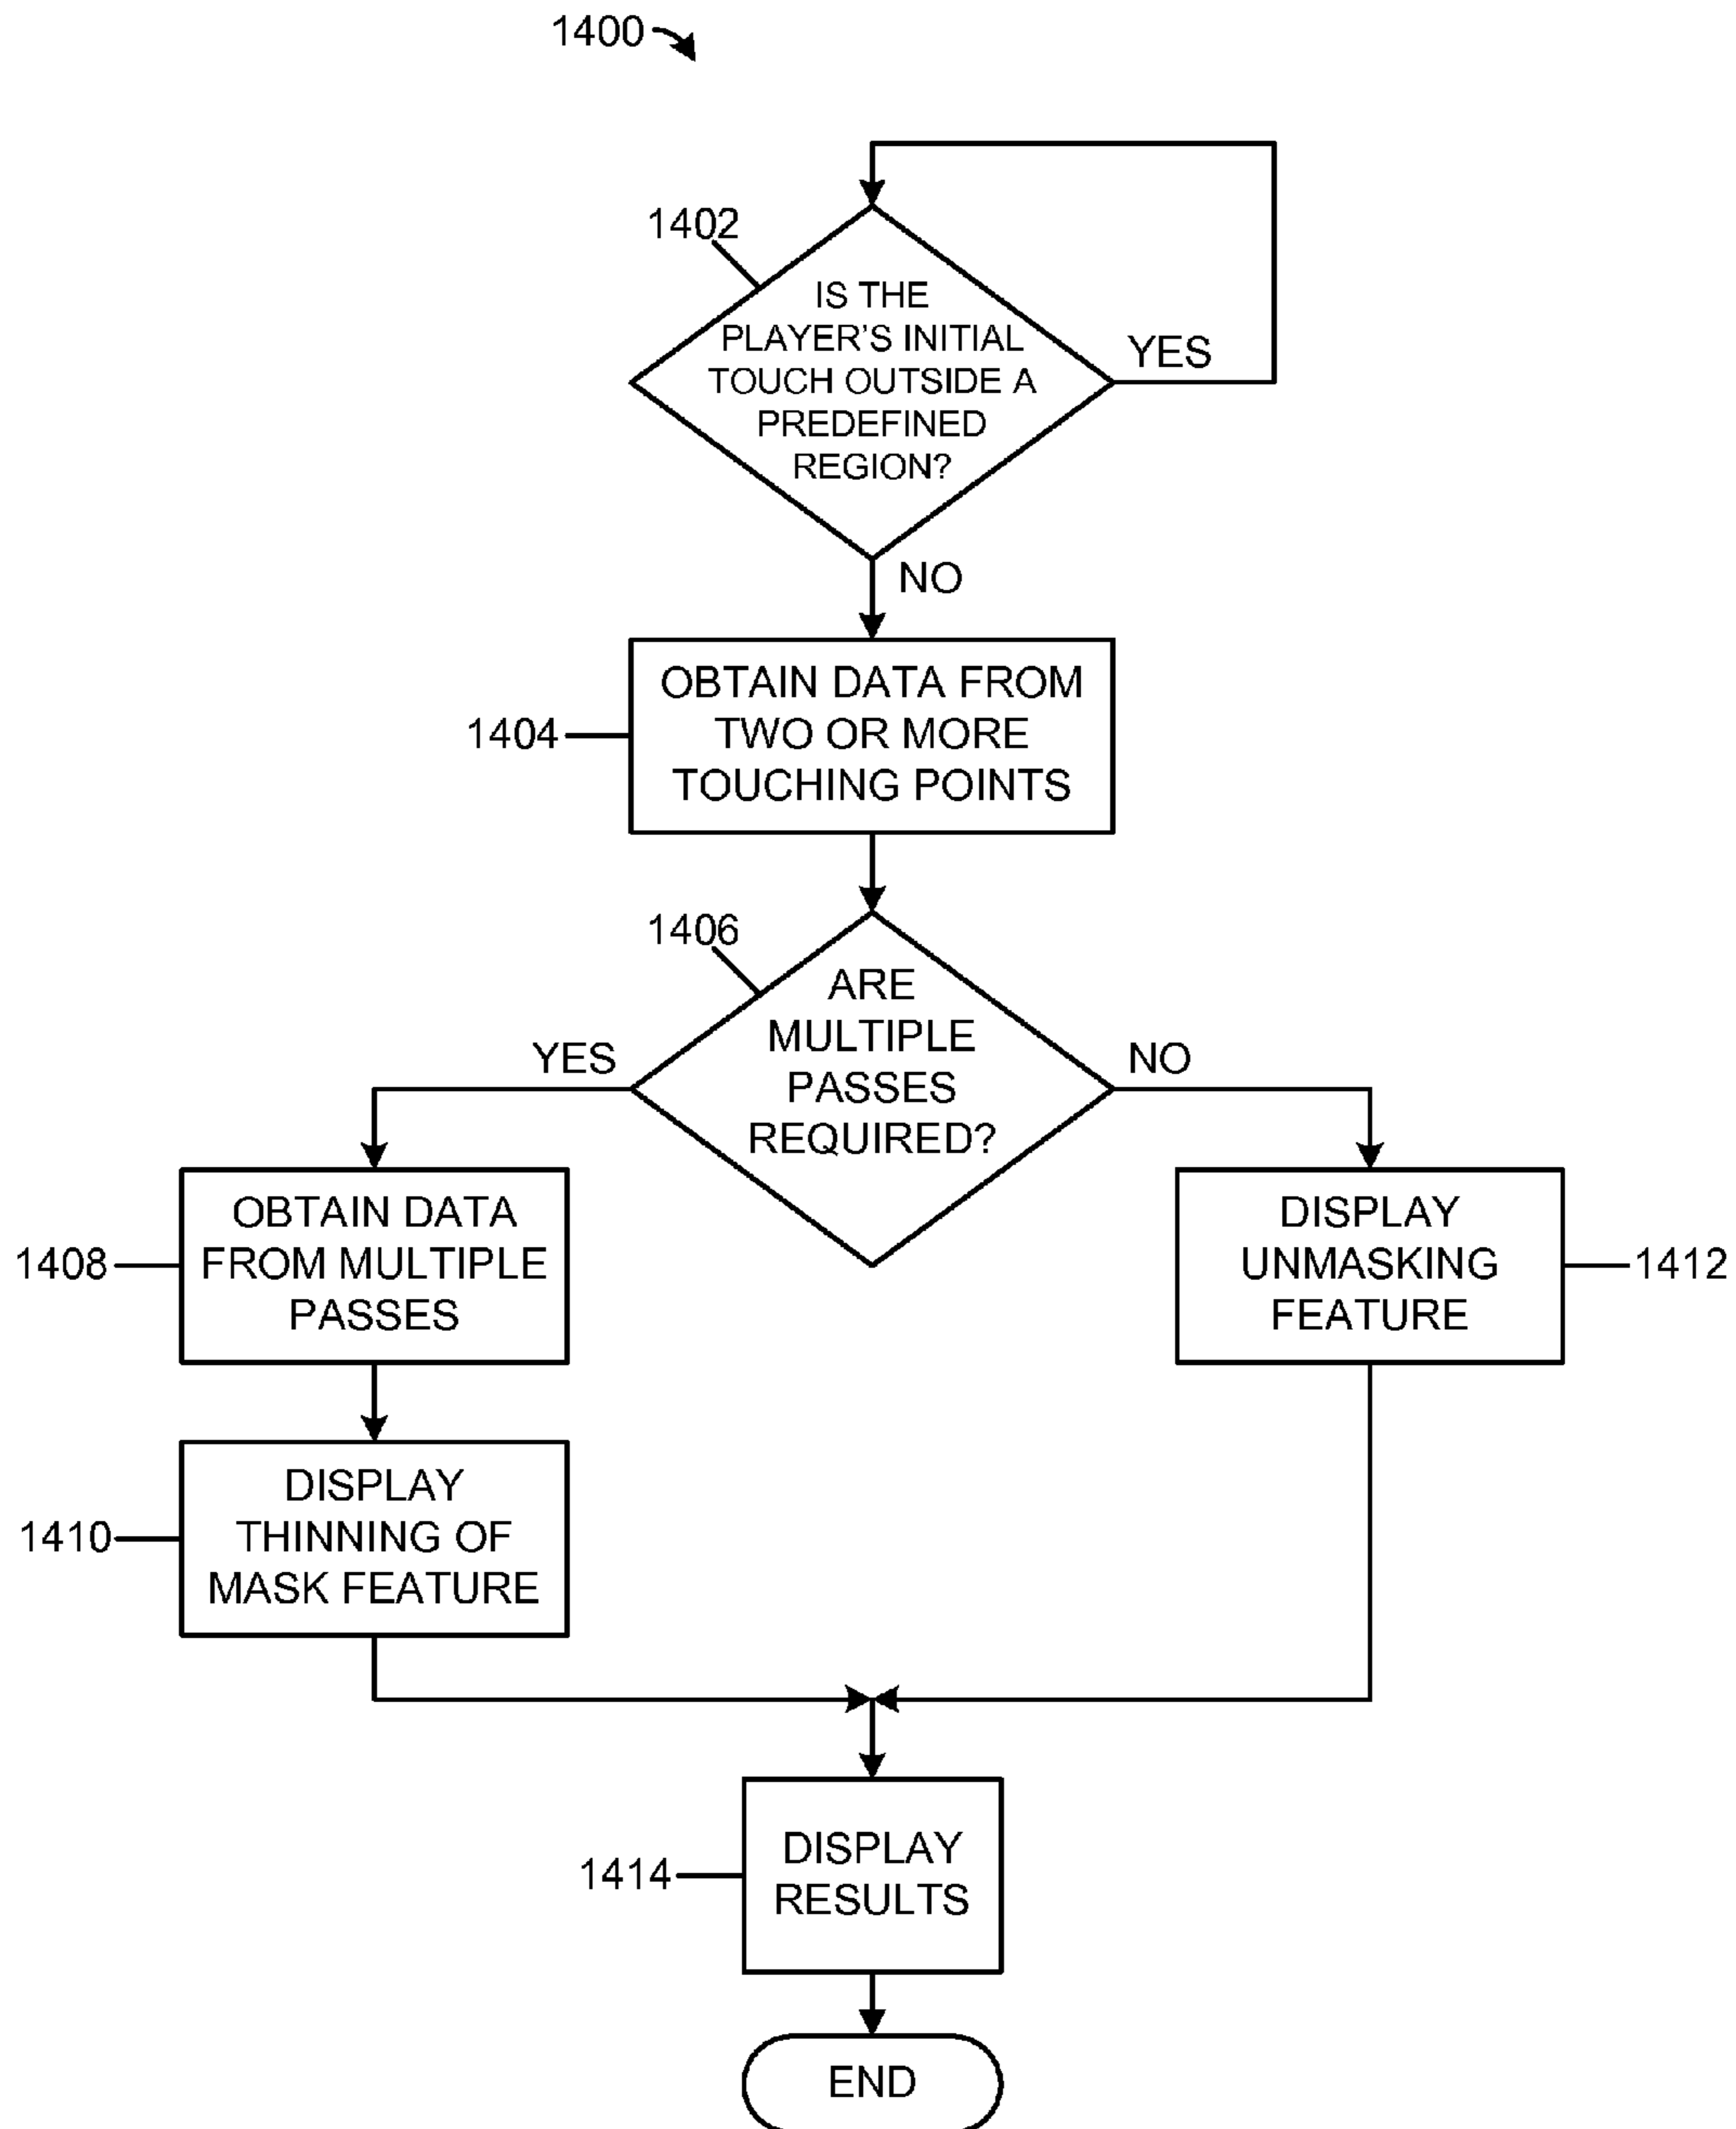 1400
1402
IS THE
PLAYER'S INITIAL
TOUCH OUTSIDE A
PREDEFINED
REGION?
YES
NO
1404
OBTAIN DATA FROM
TWO OR MORE
TOUCHING POINTS
1406
ARE
MULTIPLE
PASSES
REQUIRED?
YES
NO
1408
OBTAIN DATA
FROM MULTIPLE
PASSES
DISPLAY
UNMASKING
FEATURE
1412
1410
DISPLAY
THINNING OF
MASK FEATURE
1414
DISPLAY
RESULTS
END